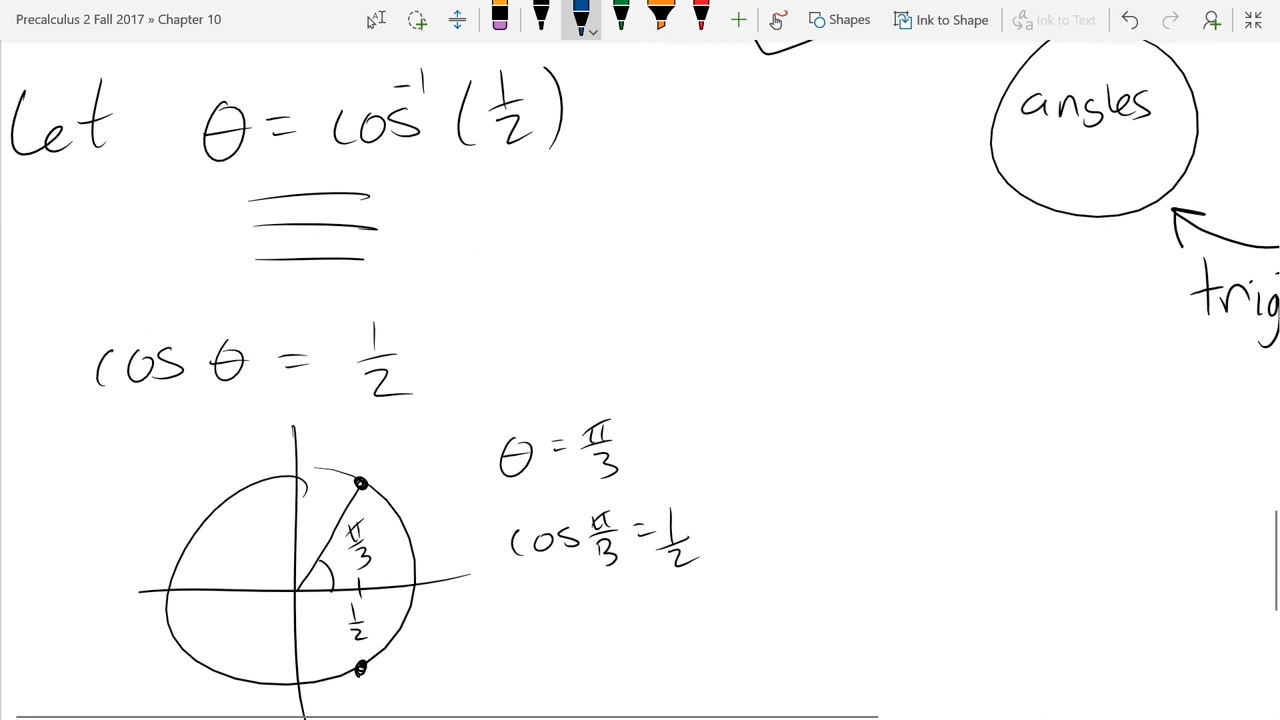 Precalculus 2 Fall 2017 » Chapter 10
Shapes
Ink to Shape
Ink to Text
Let θ = cos⁻¹ (1/2)
angles
trig
cos θ = 1/2
θ = π/3
cos π/3 = 1/2
π/3
1/2